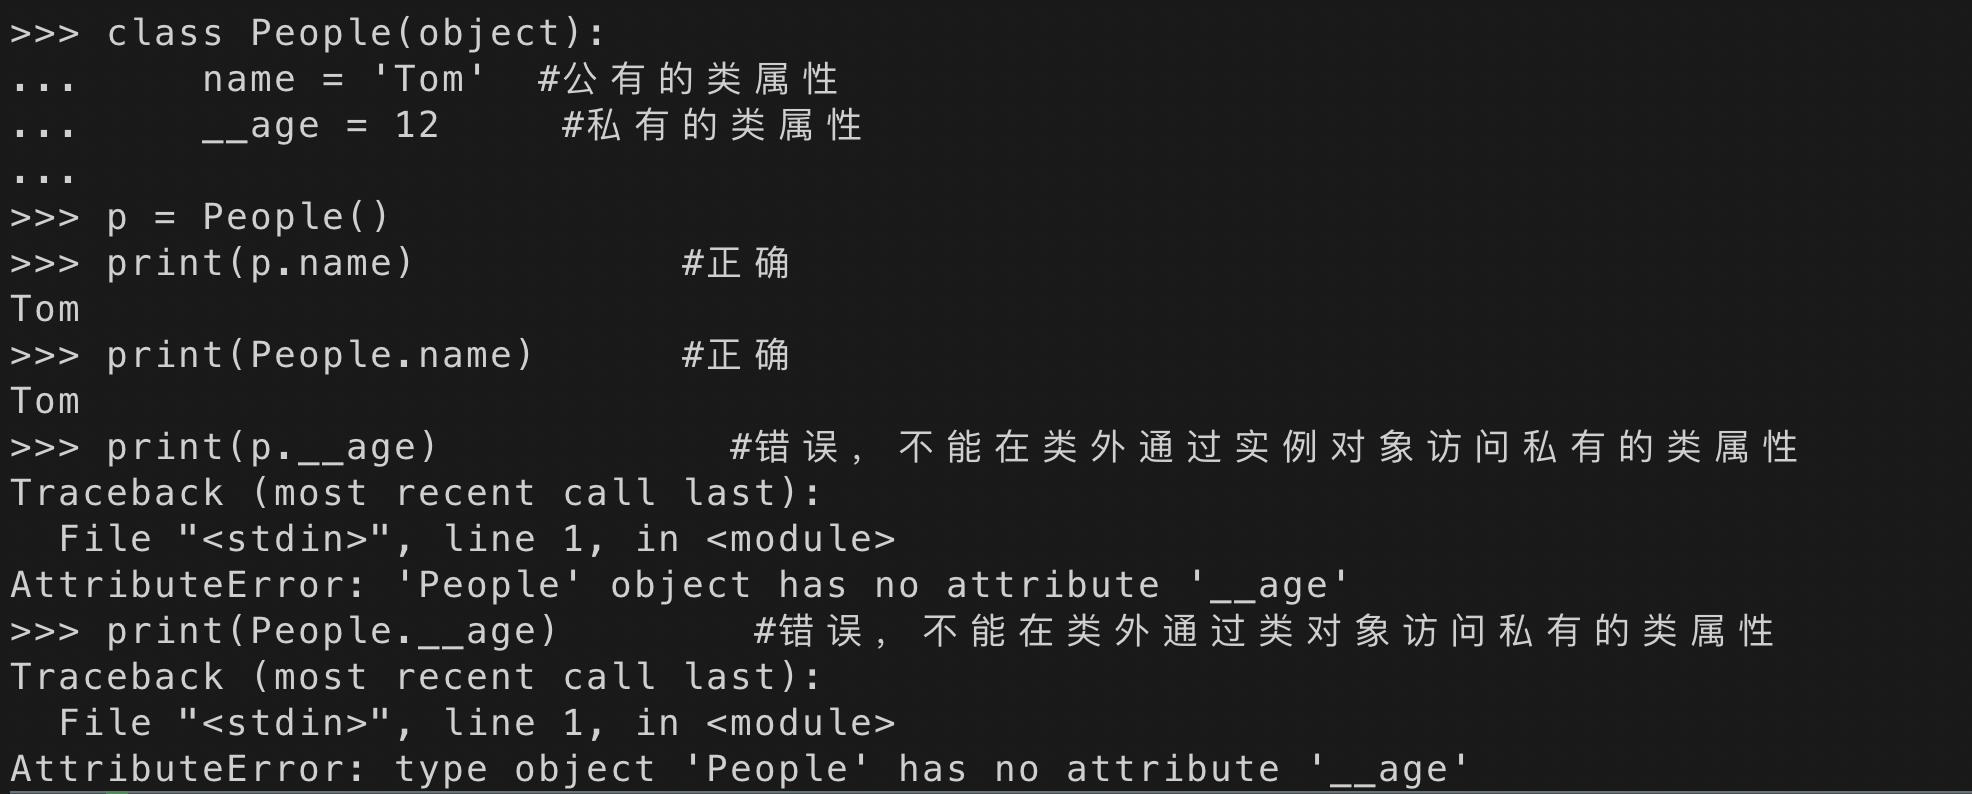 >>> class People(object):
...     name = 'Tom'  #公有的类属性
...     __age = 12     #私有的类属性
...
>>> p = People()
>>> print(p.name)           #正确
Tom
>>> print(People.name)      #正确
Tom
>>> print(p.__age)            #错误，不能在类外通过实例对象访问私有的类属性
Traceback (most recent call last):
  File "<stdin>", line 1, in <module>
AttributeError: 'People' object has no attribute '__age'
>>> print(People.__age)        #错误，不能在类外通过类对象访问私有的类属性
Traceback (most recent call last):
  File "<stdin>", line 1, in <module>
AttributeError: type object 'People' has no attribute '__age'